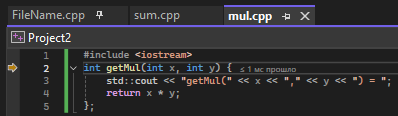 FileName.cpp sum.cpp mul.cpp
Project2
1 #include <iostream>
2 int getMul(int x, int y) { ≤ 1 мс прошло
3 std::cout << "getMul(" << x << "," << y << ") = ";
4 return x * y;
5 };